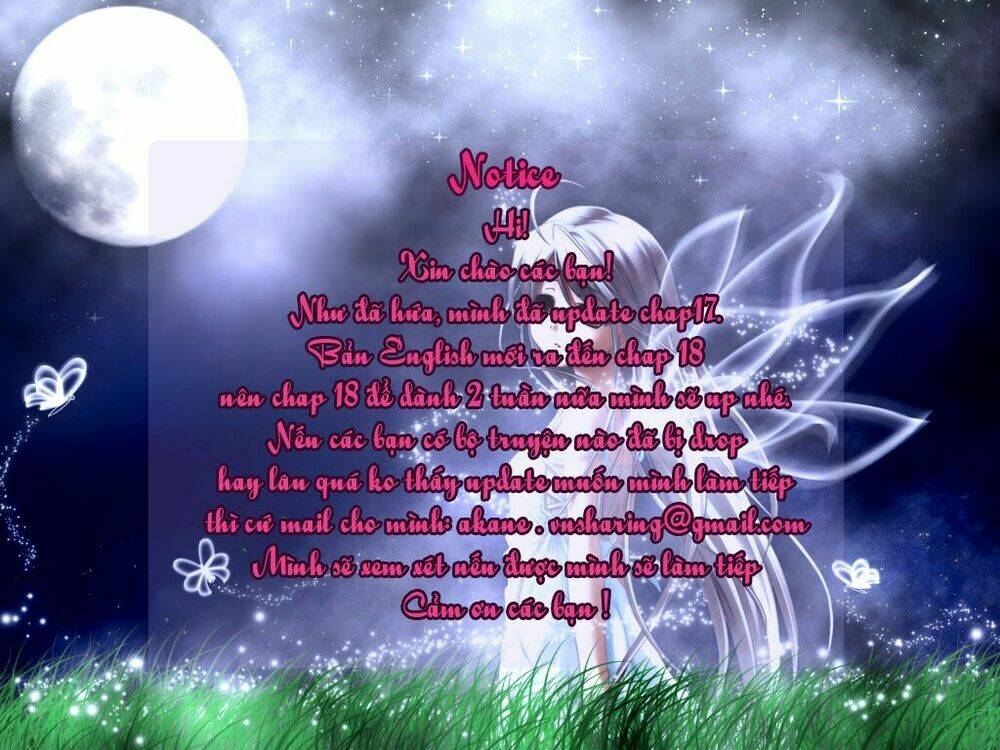 Notice
Hi!
Xin chào các bạn!
Như đã hứa, mình đã update chap17.
Bản English mới ra đến chap 18
nên chap 18 để dành 2 tuần nữa mình sẽ up nhé.
Nếu các bạn có bộ truyện nào đã bị drop
hay lâu quá ko thấy update muốn mình làm tiếp
thì cứ mail cho mình: akane . vnsharing@gmail.com
Mình sẽ xem xét nếu được mình sẽ làm tiếp
Cảm ơn các bạn !